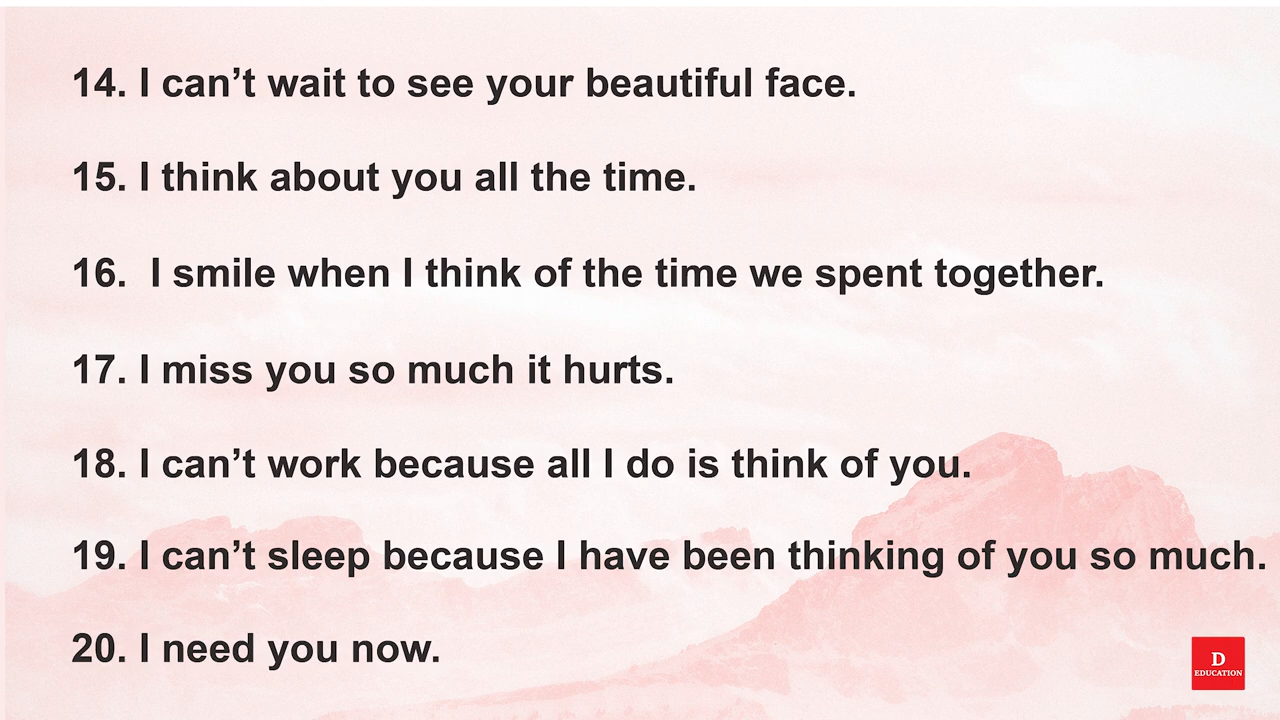 14. I can’t wait to see your beautiful face.
15. I think about you all the time.
16.  I smile when I think of the time we spent together.
17. I miss you so much it hurts.
18. I can’t work because all I do is think of you.
19. I can’t sleep because I have been thinking of you so much.
20. I need you now.
D
EDUCATION